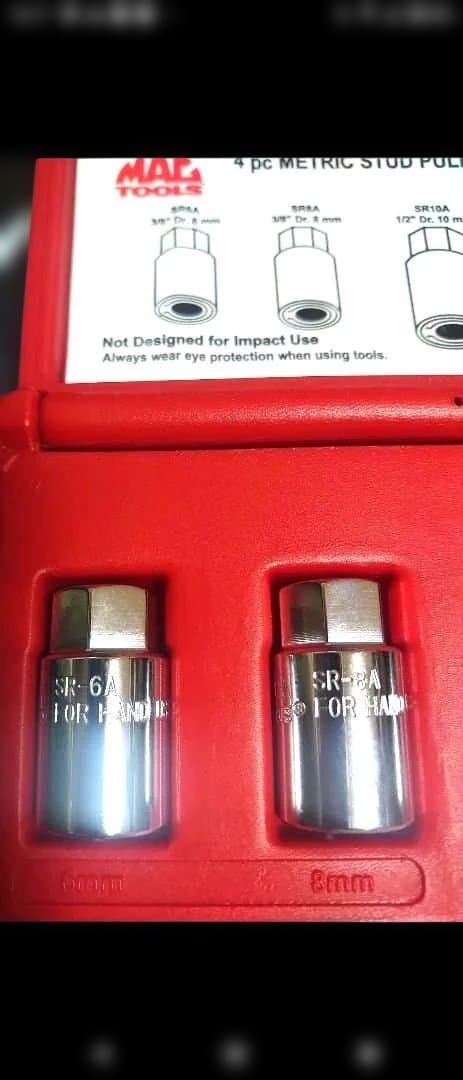 MAC
TOOLS
4 pc METRIC STUD PUL
SR6A
3/8" Dr. 6 mm
SR8A
3/8" Dr. 8 mm
SR10A
1/2" Dr. 10 m
Not Designed for Impact Use
Always wear eye protection when using tools.
SR-6A
FOR HAND
SR-8A
FOR HAND
6mm
8mm